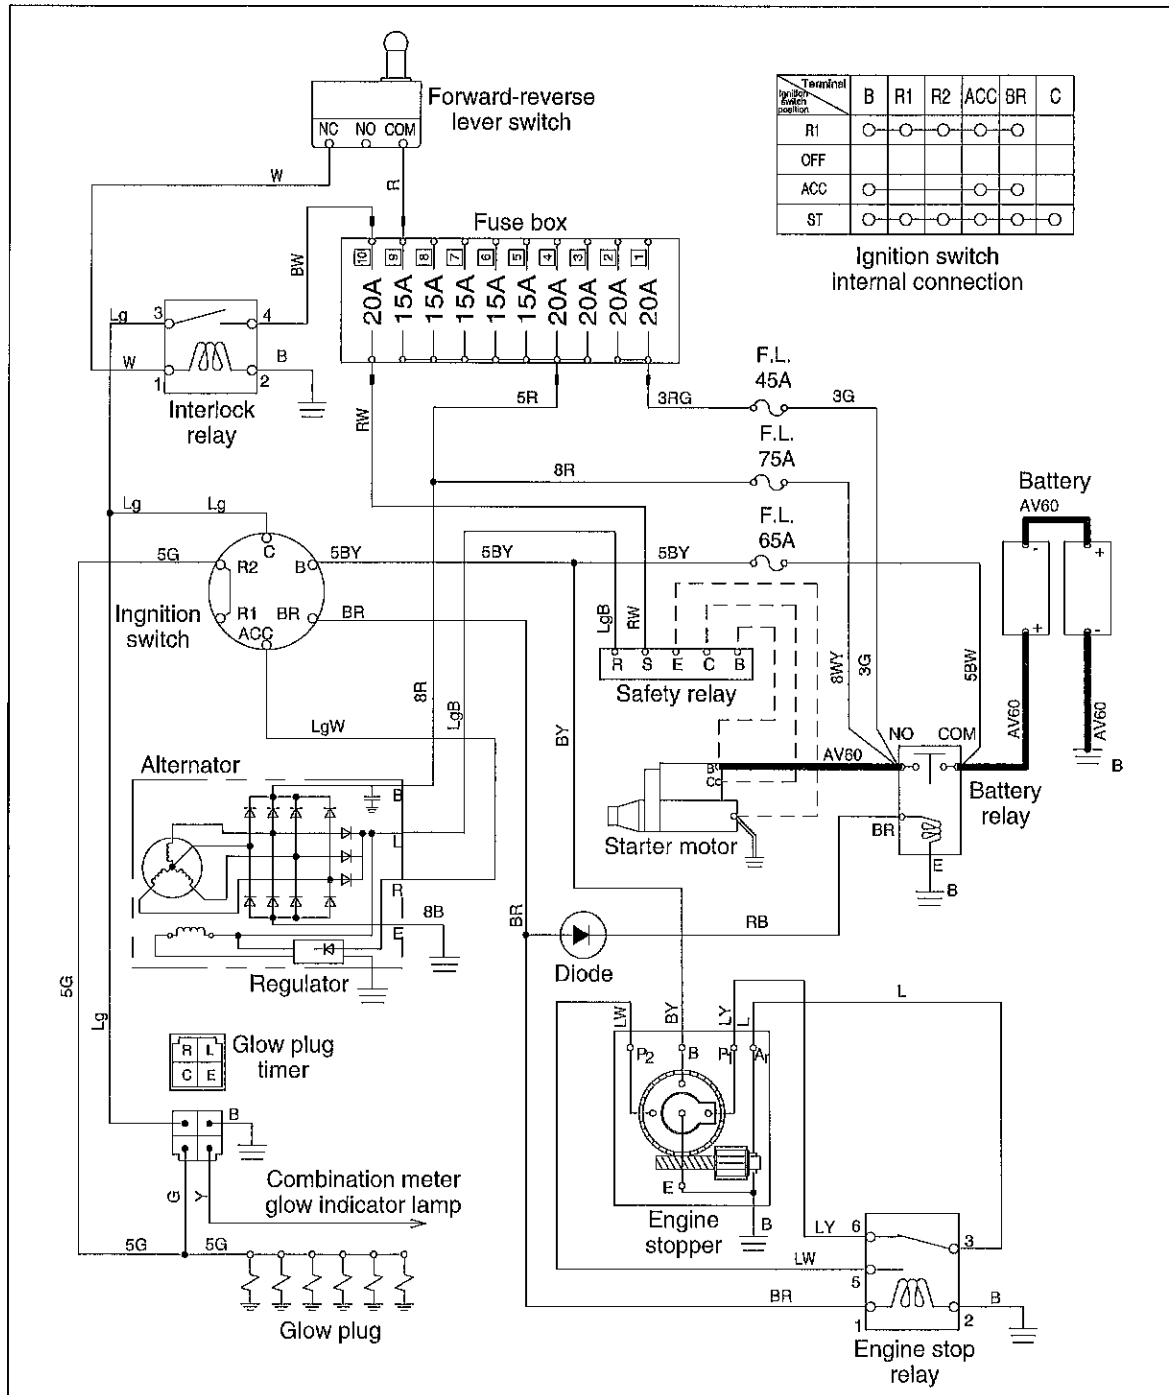 Forward-reverse
lever switch
NC NO COM
W
R
Terminal
Ignition
switch
position
B R1 R2 ACC BR C
R1
OFF
ACC
ST
Ignition switch
internal connection
Fuse box
10 9 8 7 6 5 4 3 2 1
20A 15A 15A 15A 15A 15A 20A 20A 20A 20A
BW
Lg 3 4
W B
1 2
Interlock
relay
RW
5R
3RG
F.L.
45A
3G
F.L.
75A
8R
F.L.
65A
Battery
AV60
- +
+ -
Lg Lg
C
5G R2 B 5BY 5BY 5BY
R1 BR BR
ACC
Ingnition
switch
LgB RW
R S E C B
Safety relay
8WY 3G 5BW
AV60 AV60
B
8R LgB
LgW
BY
NO COM
AV60
B
C
Battery
relay
Starter motor
BR
E
B
Alternator
B
L
R
E
8B
Regulator
BR
RB
Diode
5G
Lg
R L
C E
Glow plug
timer
B
G Y
Combination meter
glow indicator lamp
5G 5G
Glow plug
LW BY LY L
L
P2 B P1 A1
E
B
Engine
stopper
LY 6 3
LW
5
BR B
1 2
Engine stop
relay